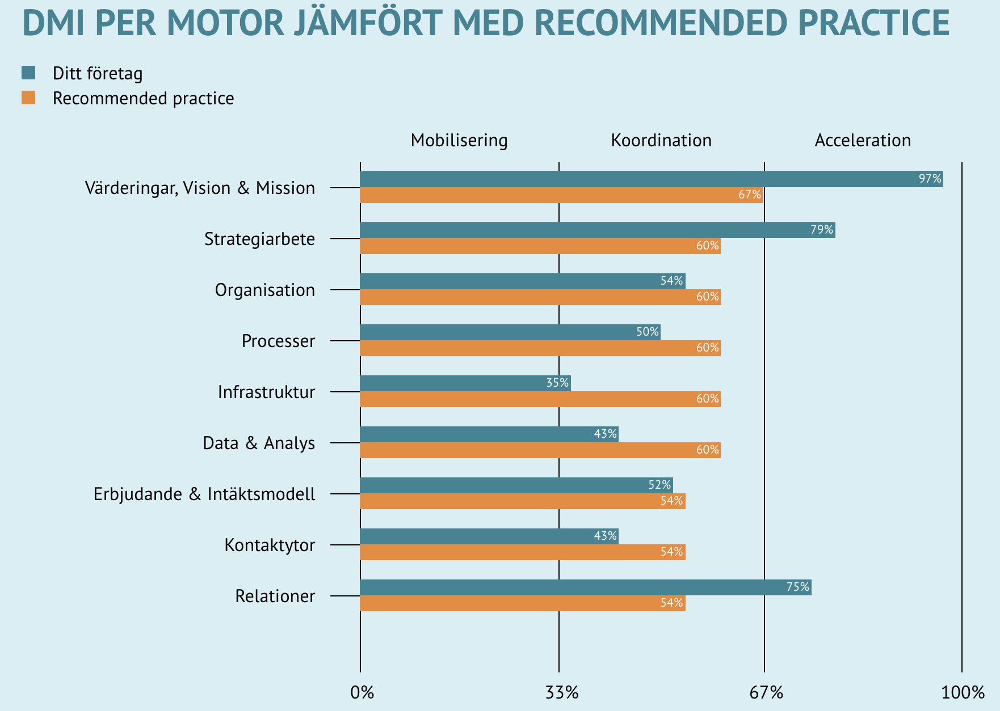 DMI PER MOTOR JÄMFÖRT MED RECOMMENDED PRACTICE
Ditt företag
Recommended practice
Mobilisering Koordination Acceleration
Värderingar, Vision & Mission
97%
67%
Strategiarbete
79%
60%
Organisation
54%
60%
Processer
50%
60%
Infrastruktur
35%
60%
Data & Analys
43%
60%
Erbjudande & Intäktsmodell
52%
54%
Kontaktytor
43%
54%
Relationer
75%
54%
0% 33% 67% 100%